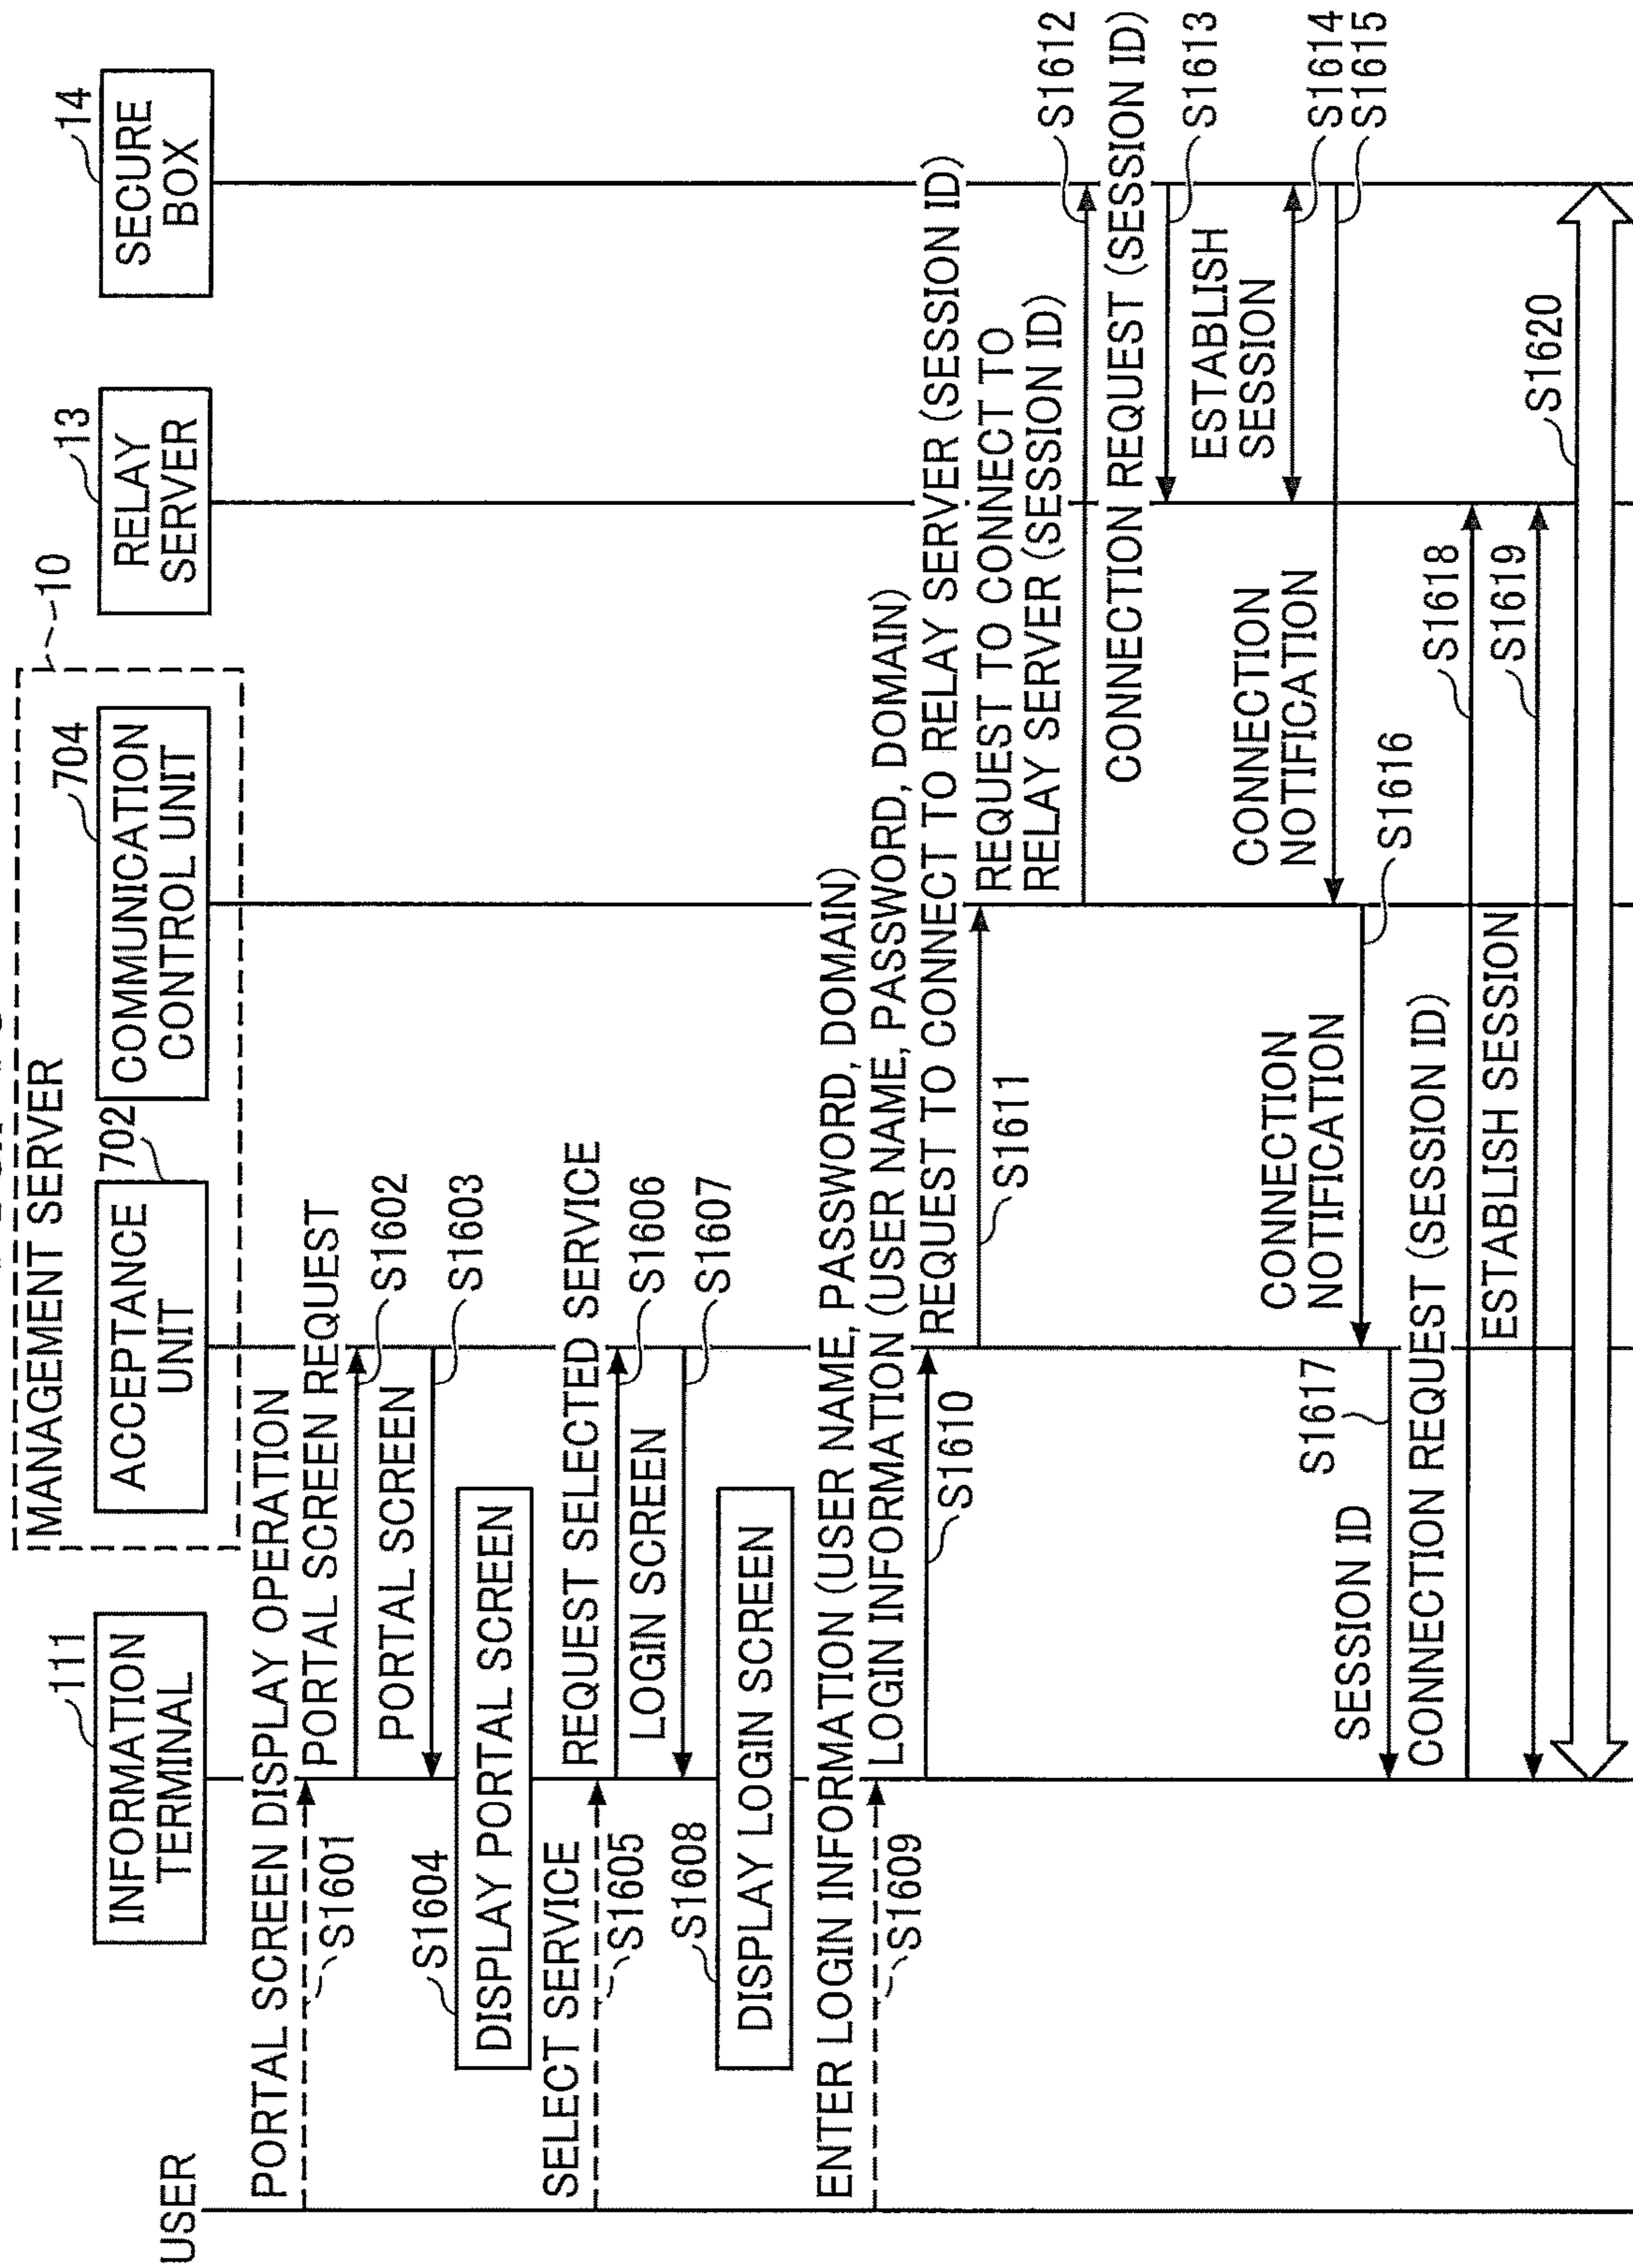 MANAGEMENT SERVER
10
USER
111
INFORMATION
TERMINAL
702
ACCEPTANCE
UNIT
704
COMMUNICATION
CONTROL UNIT
13
RELAY
SERVER
14
SECURE
BOX
PORTAL SCREEN DISPLAY OPERATION
S1601
PORTAL SCREEN REQUEST
S1602
PORTAL SCREEN
S1603
S1604
DISPLAY PORTAL SCREEN
SELECT SERVICE
S1605
REQUEST SELECTED SERVICE
S1606
LOGIN SCREEN
S1607
S1608
DISPLAY LOGIN SCREEN
ENTER LOGIN INFORMATION (USER NAME, PASSWORD, DOMAIN)
S1609
LOGIN INFORMATION (USER NAME, PASSWORD, DOMAIN)
S1610
REQUEST TO CONNECT TO RELAY SERVER (SESSION ID)
S1611
REQUEST TO CONNECT TO
RELAY SERVER (SESSION ID)
S1612
CONNECTION REQUEST (SESSION ID)
S1613
ESTABLISH
SESSION
S1614
CONNECTION
NOTIFICATION
S1615
CONNECTION
NOTIFICATION
S1616
SESSION ID
S1617
CONNECTION REQUEST (SESSION ID)
S1618
ESTABLISH SESSION
S1619
S1620